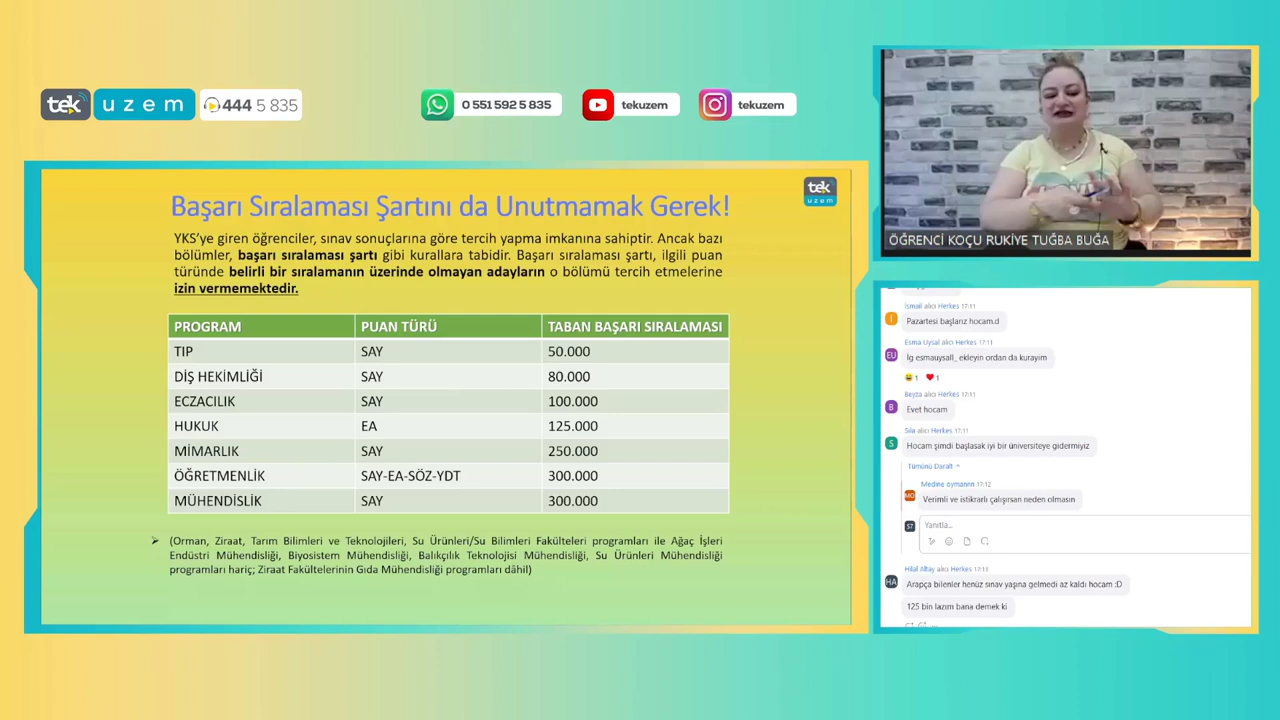 tek uzem 444 5 835
0 551 592 5 835
tekuzem
tekuzem
tek uzem
Başarı Sıralaması Şartını da Unutmamak Gerek!
YKS'ye giren öğrenciler, sınav sonuçlarına göre tercih yapma imkanına sahiptir. Ancak bazı
bölümler, başarı sıralaması şartı gibi kurallara tabidir. Başarı sıralaması şartı, ilgili puan
türünde belirli bir sıralamanın üzerinde olmayan adayların o bölümü tercih etmelerine
izin vermemektedir.
PROGRAM PUAN TÜRÜ TABAN BAŞARI SIRALAMASI
TIP SAY 50.000
DİŞ HEKİMLİĞİ SAY 80.000
ECZACILIK SAY 100.000
HUKUK EA 125.000
MİMARLIK SAY 250.000
ÖĞRETMENLİK SAY-EA-SÖZ-YDT 300.000
MÜHENDİSLİK SAY 300.000
(Orman, Ziraat, Tarım Bilimleri ve Teknolojileri, Su Ürünleri/Su Bilimleri Fakülteleri programları ile Ağaç İşleri
Endüstri Mühendisliği, Biyosistem Mühendisliği, Balıkçılık Teknolojisi Mühendisliği, Su Ürünleri Mühendisliği
programları hariç; Ziraat Fakültelerinin Gıda Mühendisliği programları dâhil)
ÖĞRENCİ KOÇU RUKİYE TUĞBA BUĞA
İsmail alıcı Herkes 17:11
I Pazartesi başlarız hocam.d
Esma Uysal alıcı Herkes 17:11
EU Ig esmauysall_ ekleyin ordan da kurayım
1 1
Beyza alıcı Herkes 17:11
B Evet hocam
Sıla alıcı Herkes 17:11
S Hocam şimdi başlasak iyi bir üniversiteye gidermiyiz
Tümünü Daralt
Medine oymannn 17:12
MO Verimli ve istikrarlı çalışırsan neden olmasın
Yanıtla...
Hilal Altay alıcı Herkes 17:13
HA Arapça bilenler henüz sınav yaşına gelmedi az kaldı hocam :D
125 bin lazım bana demek ki